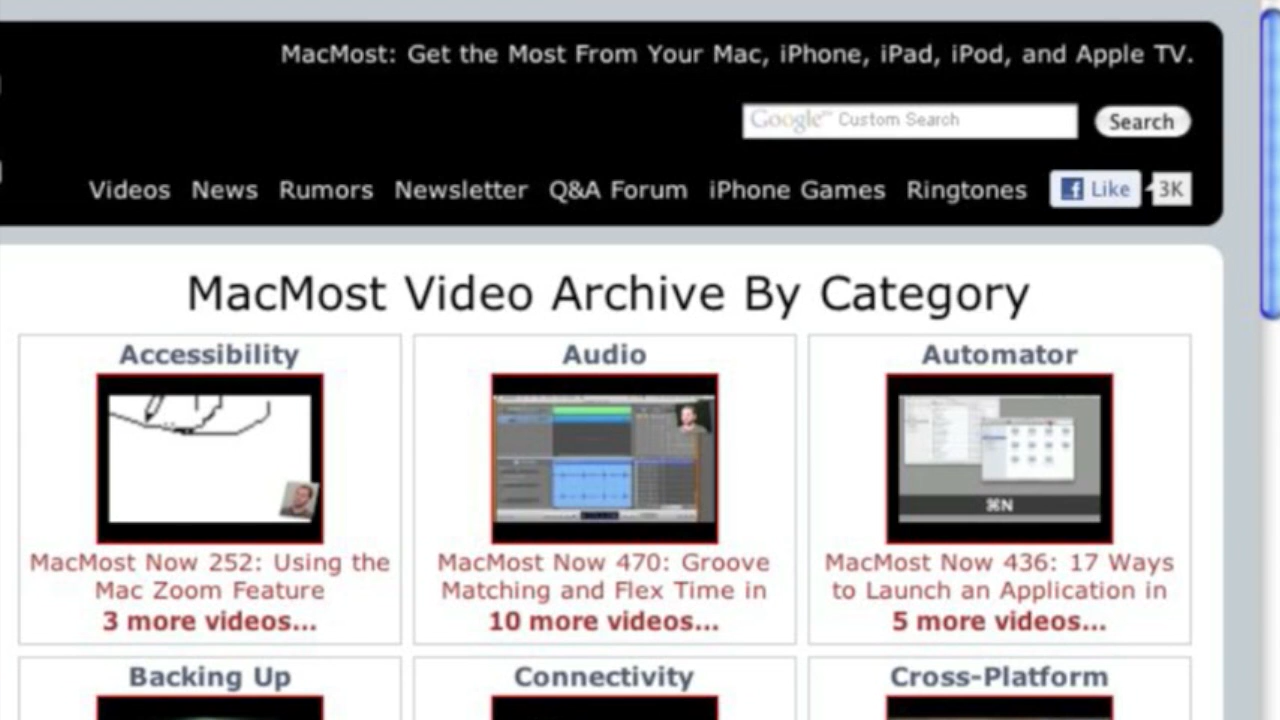 MacMost: Get the Most From Your Mac, iPhone, iPad, iPod, and Apple TV.
Google™ Custom Search
Search
Videos News Rumors Newsletter Q&A Forum iPhone Games Ringtones Like 3K
MacMost Video Archive By Category
Accessibility
MacMost Now 252: Using the
Mac Zoom Feature
3 more videos...
Audio
MacMost Now 470: Groove
Matching and Flex Time in
10 more videos...
Automator
⌘N
MacMost Now 436: 17 Ways
to Launch an Application in
5 more videos...
Backing Up
Connectivity
Cross-Platform